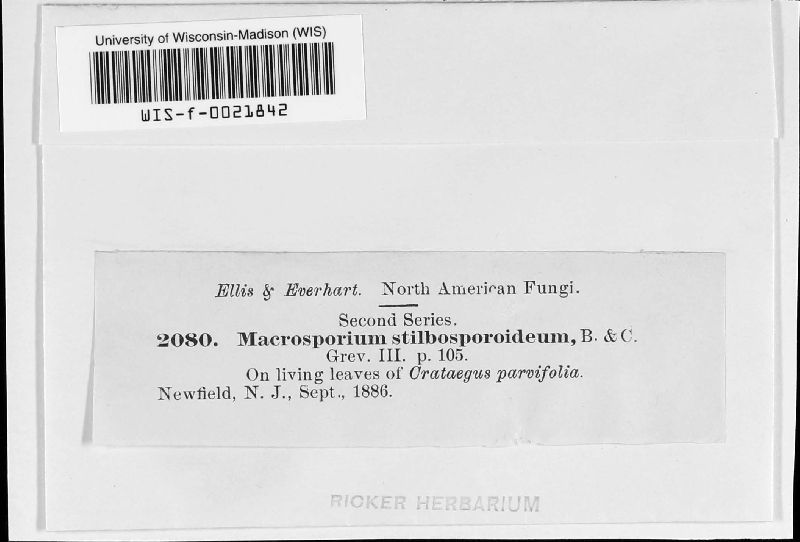 University of Wisconsin-Madison (WIS)
WIS-f-0021842
Ellis & Everhart. North American Fungi.
Second Series.
2080. Macrosporium stilbosporoideum, B. & C.
Grev. III. p. 105.
On living leaves of Crataegus parvifolia.
Newfield, N. J., Sept., 1886.
RICKER HERBARIUM